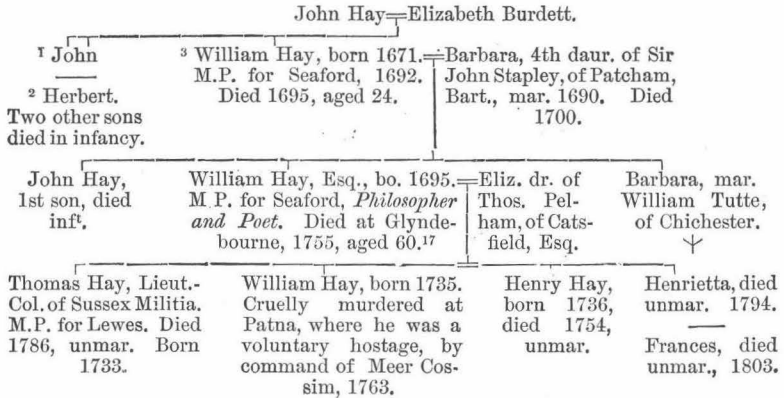 John Hay Elizabeth Burdett.
¹ John
² Herbert.
Two other sons
died in infancy.
³ William Hay, born 1671.
M.P. for Seaford, 1692.
Died 1695, aged 24.
Barbara, 4th daur. of Sir
John Stapley, of Patcham,
Bart., mar. 1690. Died
1700.
John Hay,
1st son, died
infᵗ.
William Hay, Esq., bo. 1695.
M.P. for Seaford, Philosopher
and Poet. Died at Glynde-
bourne, 1755, aged 60.¹⁷
Eliz. dr. of
Thos. Pel-
ham, of Cats-
field, Esq.
Barbara, mar.
William Tutte,
of Chichester.
Thomas Hay, Lieut.-
Col. of Sussex Militia.
M.P. for Lewes. Died
1786, unmar. Born
1733.
William Hay, born 1735.
Cruelly murdered at
Patna, where he was a
voluntary hostage, by
command of Meer Cos-
sim, 1763.
Henry Hay,
born 1736,
died 1754,
unmar.
Henrietta, died
unmar. 1794.
Frances, died
unmar., 1803.